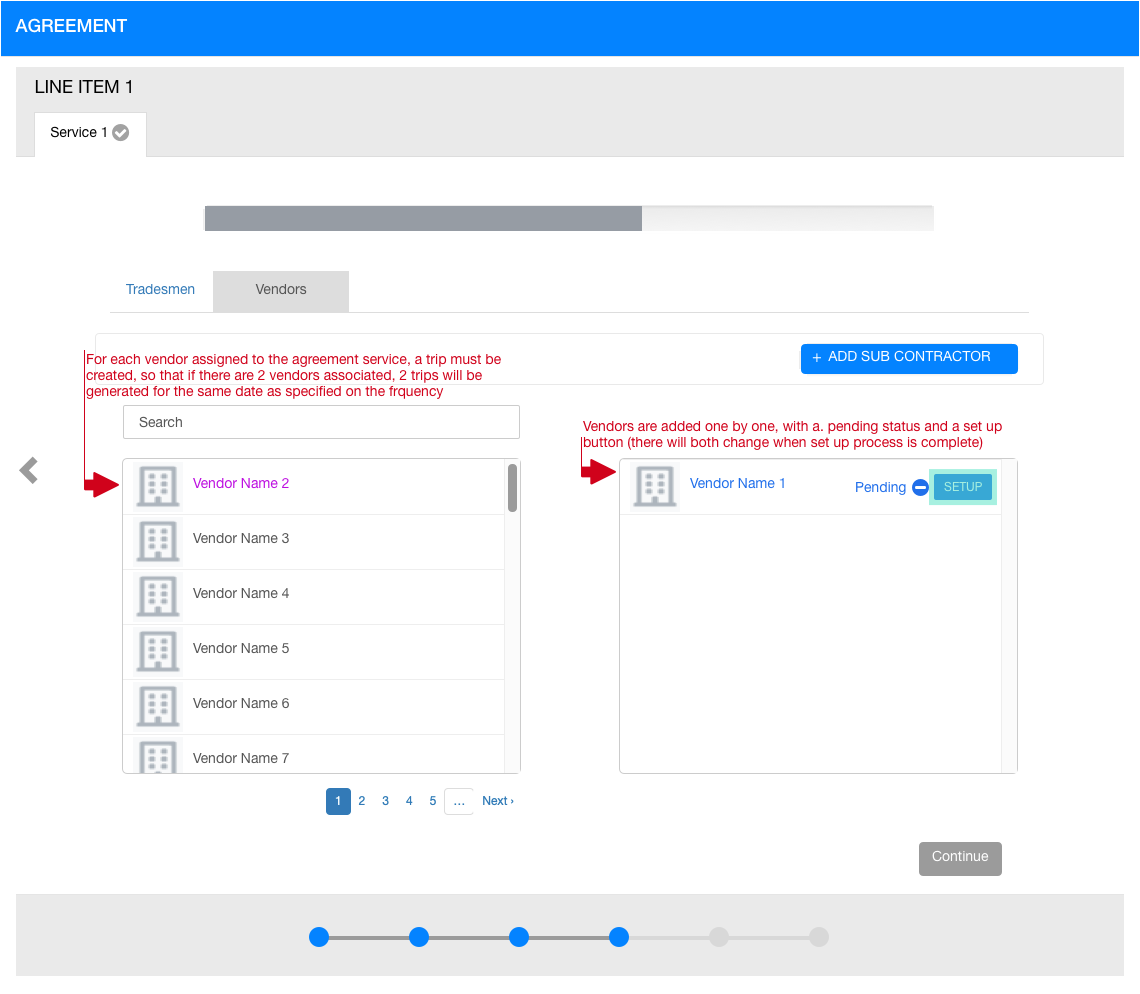 AGREEMENT
LINE ITEM 1
Service 1
Tradesmen
Vendors
For each vendor assigned to the agreement service, a trip must be
created, so that if there are 2 vendors associated, 2 trips will be
generated for the same date as specified on the frquency
+ ADD SUB CONTRACTOR
Search
Vendors are added one by one, with a. pending status and a set up
button (there will both change when set up process is complete)
Vendor Name 2
Vendor Name 3
Vendor Name 4
Vendor Name 5
Vendor Name 6
Vendor Name 7
Vendor Name 1
Pending
SETUP
1 2 3 4 5 ... Next ›
Continue